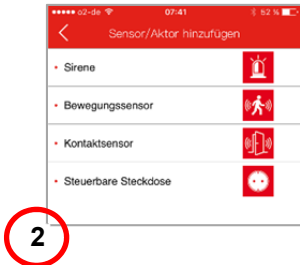 o2-de 07:41 52 %
Sensor/Aktor hinzufügen
• Sirene
• Bewegungssensor
• Kontaktsensor
• Steuerbare Steckdose
2